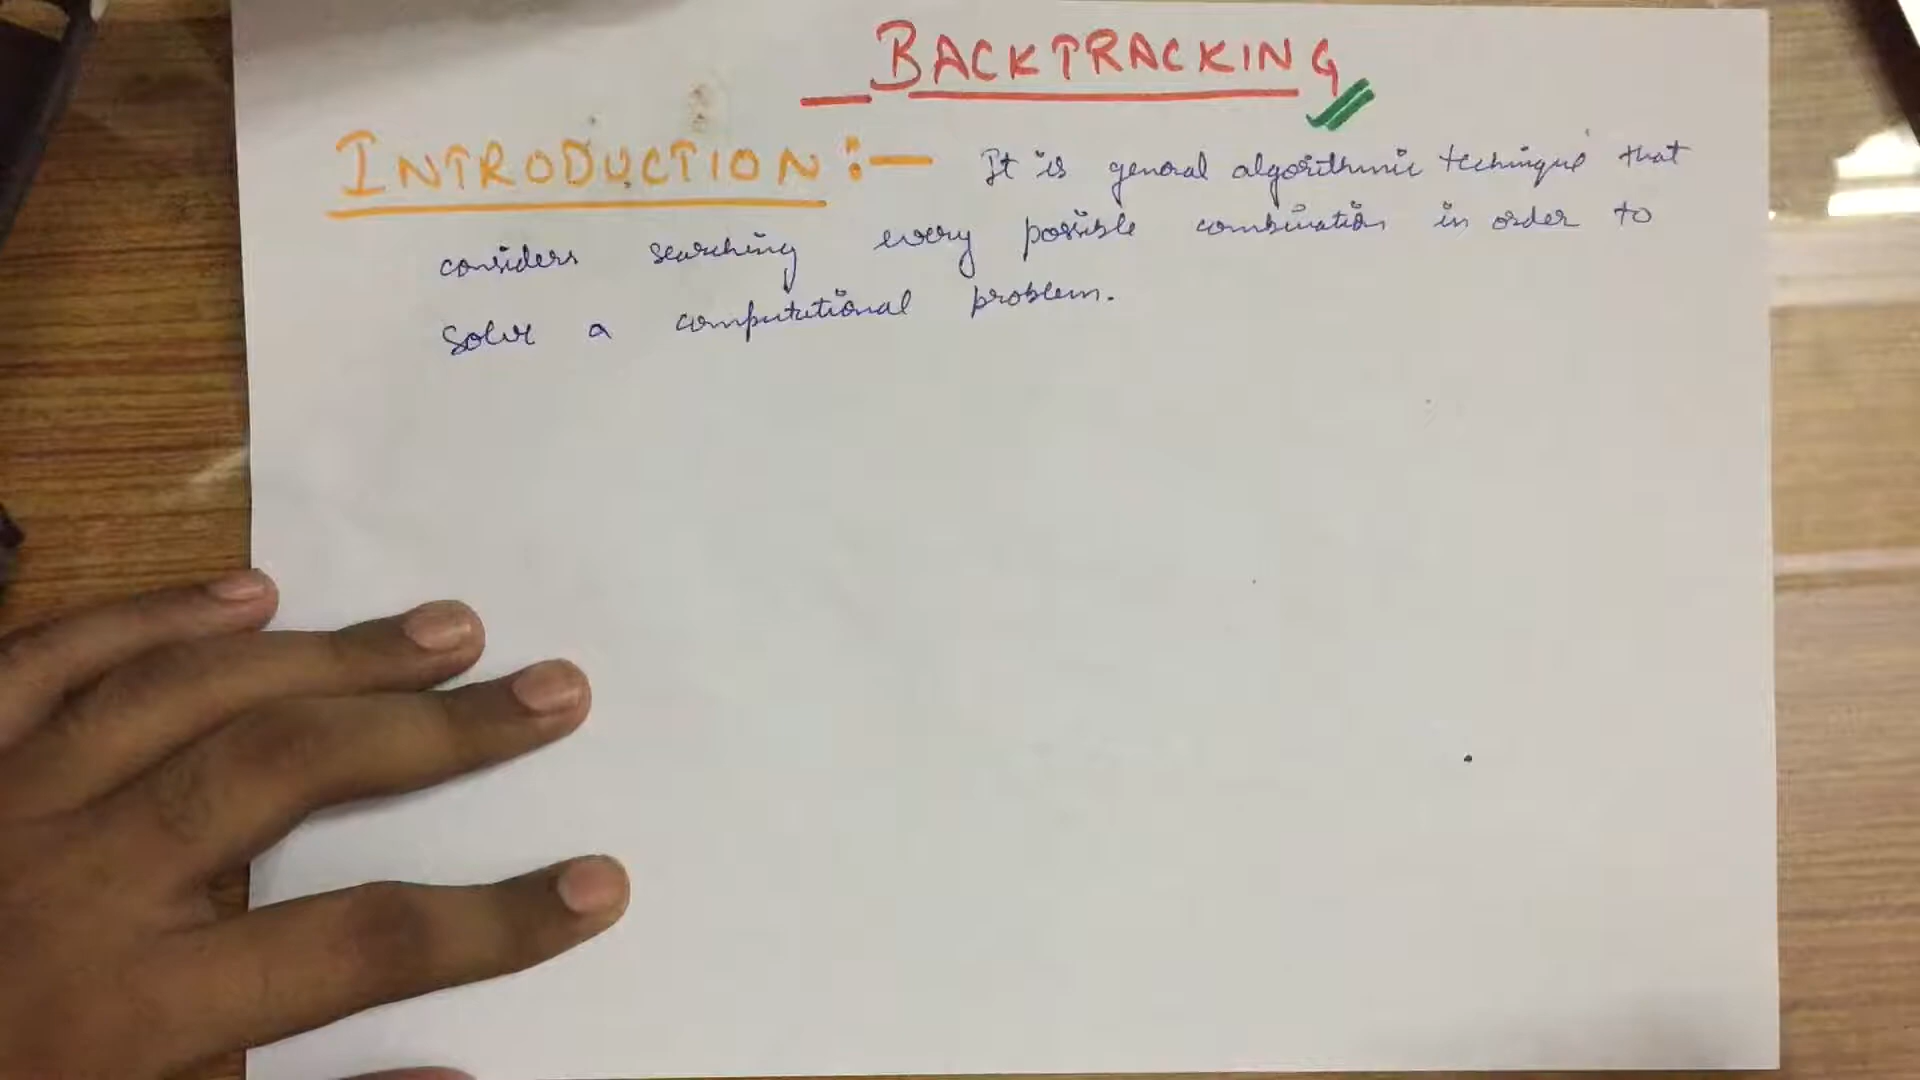 BACKTRACKING
INTRODUCTION :- It is general algorithmic technique that
considers searching every possible combination in order to
solve a computational problem.